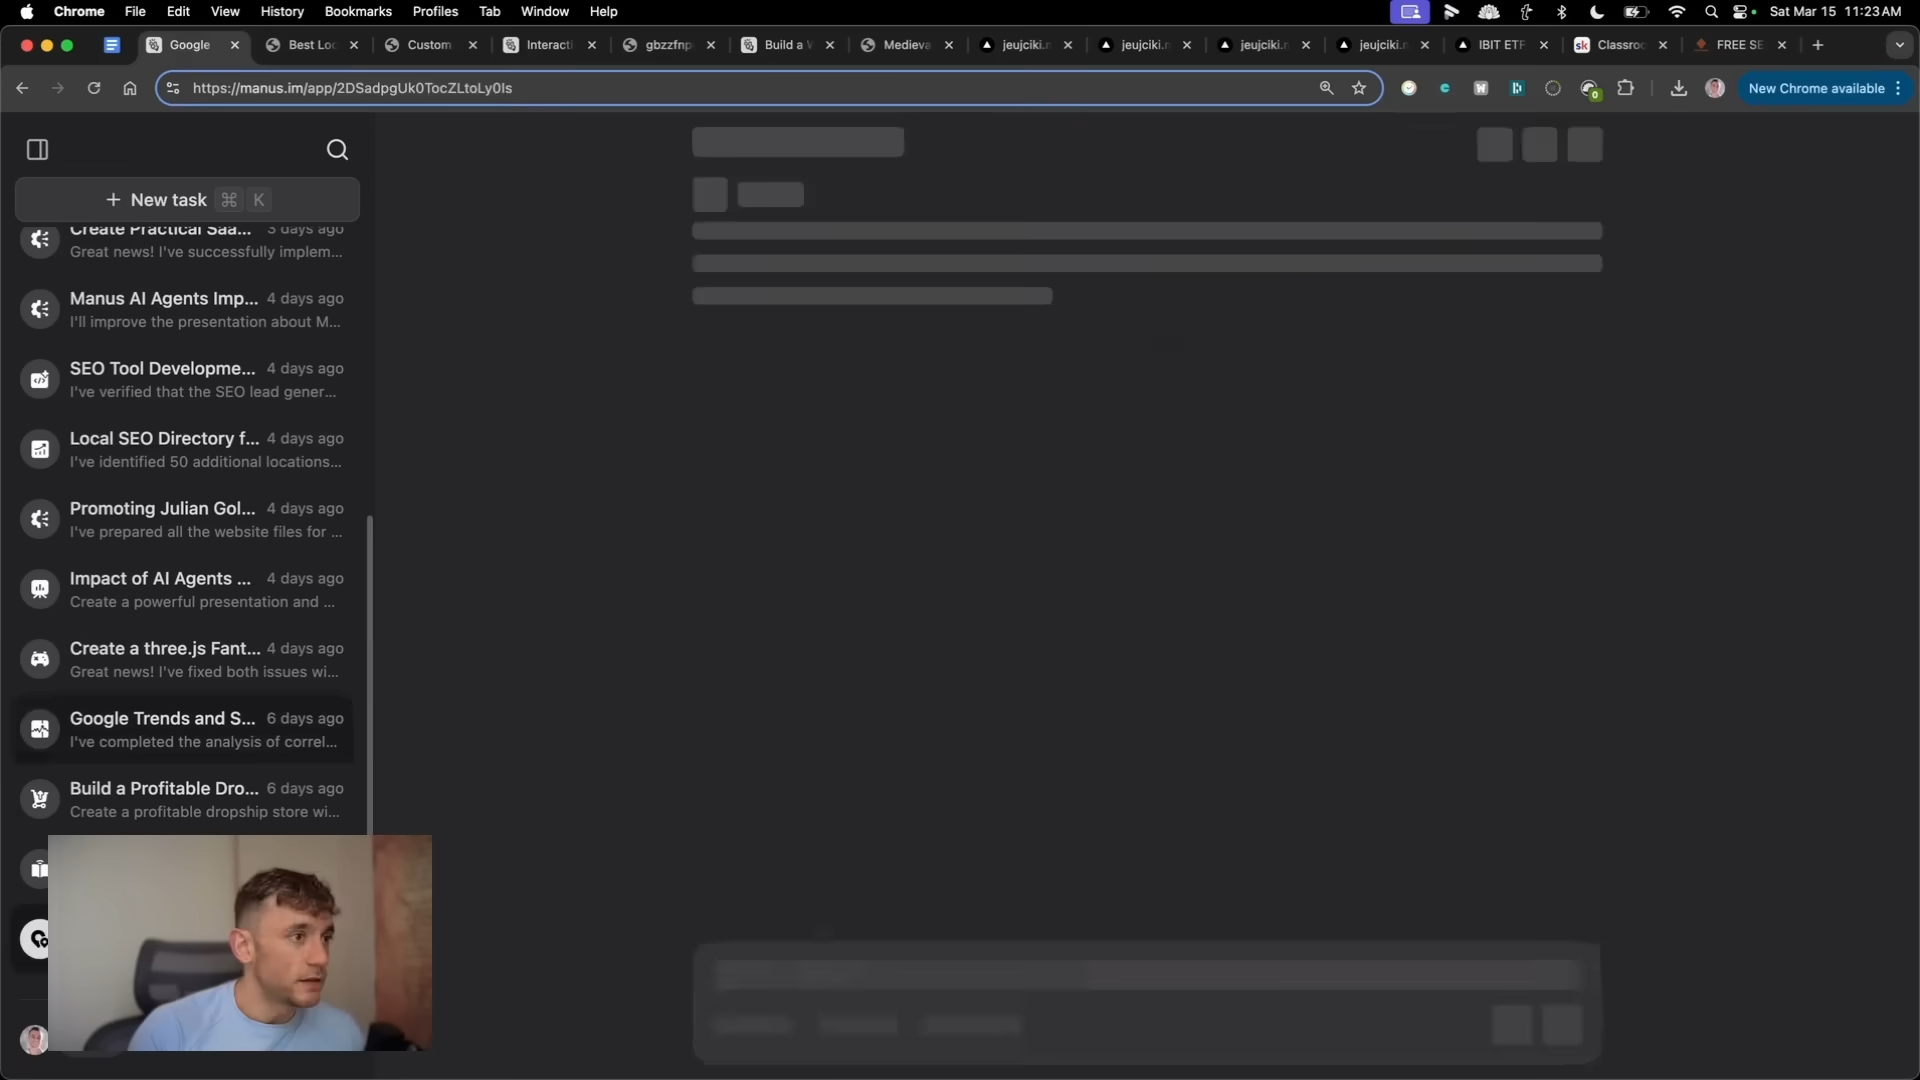 Chrome File Edit View History Bookmarks Profiles Tab Window Help Sat Mar 15 11:23 AM
Google Best Loc Custom Interacti gbzzfnp Build a W Medieva jeujciki.n jeujciki.n jeujciki.n jeujciki.n IBIT ETF sk Classroo FREE SE
https://manus.im/app/2DSadpgUk0TocZLtoLy0Is New Chrome available
New task ⌘ K
Create Practical Saa... 3 days ago
Great news! I've successfully implem...
Manus AI Agents Imp... 4 days ago
I'll improve the presentation about M...
SEO Tool Developme... 4 days ago
I've verified that the SEO lead gener...
Local SEO Directory f... 4 days ago
I've identified 50 additional locations...
Promoting Julian Gol... 4 days ago
I've prepared all the website files for ...
Impact of AI Agents ... 4 days ago
Create a powerful presentation and ...
Create a three.js Fant... 4 days ago
Great news! I've fixed both issues wi...
Google Trends and S... 6 days ago
I've completed the analysis of correl...
Build a Profitable Dro... 6 days ago
Create a profitable dropship store wi...